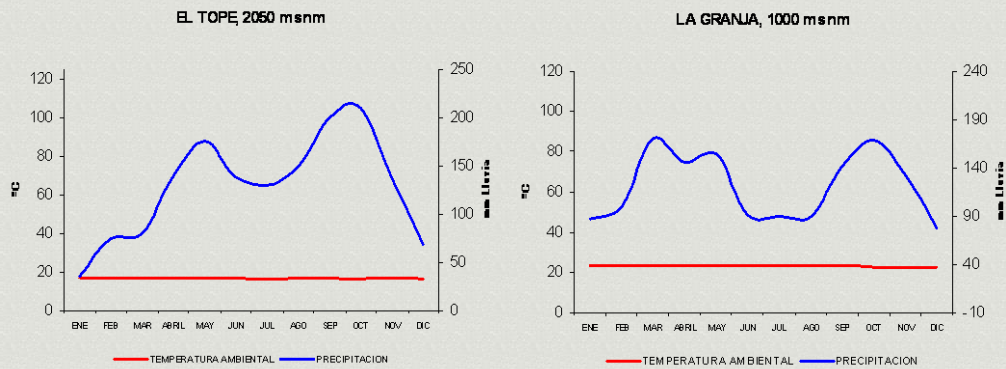 EL TOPE, 2050 msnm
120
100
80
60
40
20
0
ºC
250
200
150
100
50
0
mm Lluvia
ENE FEB MAR ABRIL MAY JUN JUL AGO SEP OCT NOV DIC
TEMPERATURA AMBIENTAL PRECIPITACION
LA GRANJA, 1000 msnm
120
100
80
60
40
20
0
ºC
240
190
140
90
40
-10
mm Lluvia
ENE FEB MAR ABRIL MAY JUN JUL AGO SEP OCT NOV DIC
TEMPERATURA AMBIENTAL PRECIPITACION